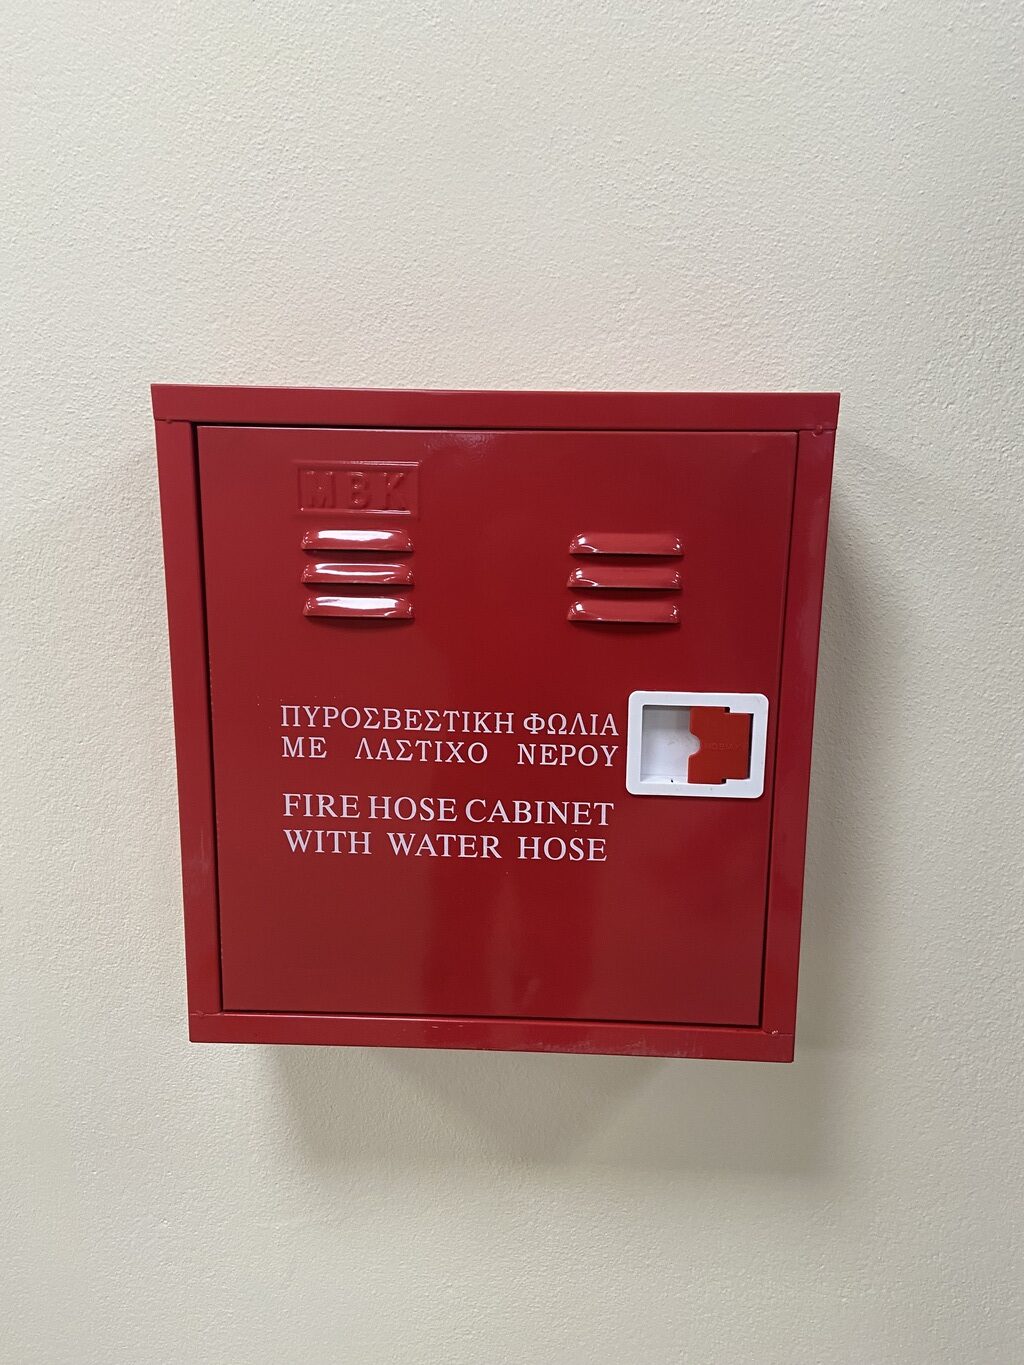 MBK
ΠΥΡΟΣΒΕΣΤΙΚΗ ΦΩΛΙΑ
ΜΕ ΛΑΣΤΙΧΟ ΝΕΡΟΥ
FIRE HOSE CABINET
WITH WATER HOSE